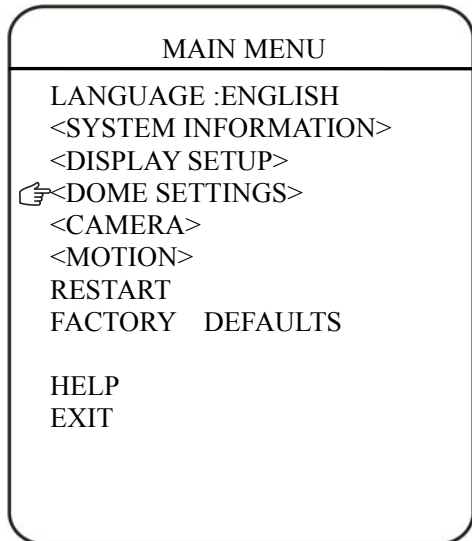 MAIN MENU
LANGUAGE :ENGLISH
<SYSTEM INFORMATION>
<DISPLAY SETUP>
<DOME SETTINGS>
<CAMERA>
<MOTION>
RESTART
FACTORY DEFAULTS
HELP
EXIT